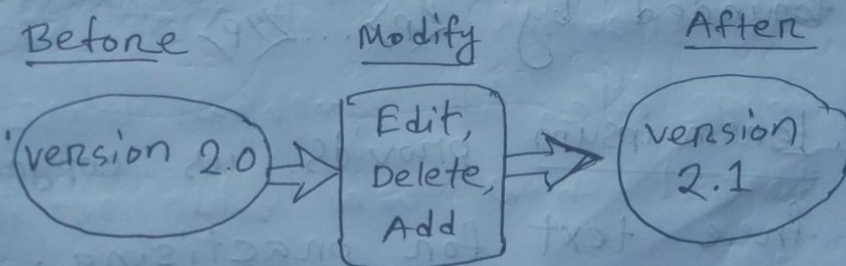 Before
Modify
After
version 2.0
Edit,
Delete,
Add
version
2.1